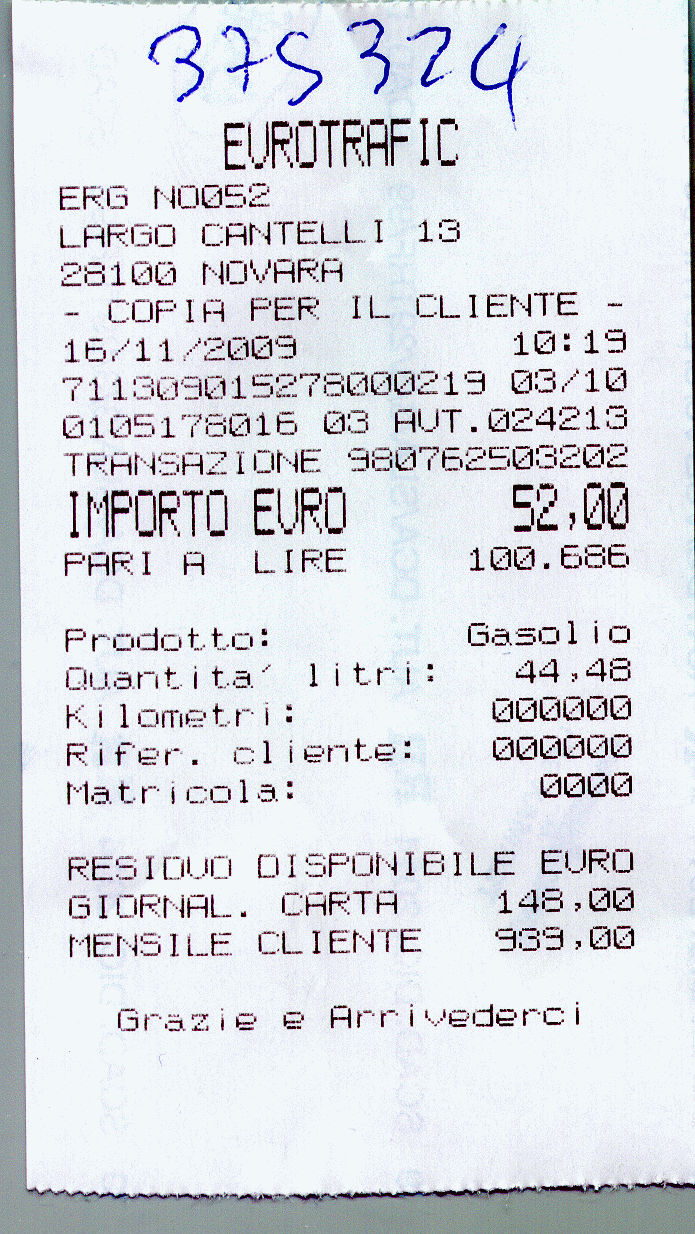 375324
EUROTRAFIC
ERG NO052
LARGO CANTELLI 13
28100 NOVARA
- COPIA PER IL CLIENTE -
16/11/2009 10:19
711309015278000219 03/10
0105178016 03 AUT.024213
TRANSAZIONE 980762503202
IMPORTO EURO 52,00
PARI A LIRE 100.686
Prodotto: Gasolio
Quantita' litri: 44,48
Kilometri: 000000
Rifer. cliente: 000000
Matricola: 0000
RESIDUO DISPONIBILE EURO
GIORNAL. CARTA 148,00
MENSILE CLIENTE 939,00
Grazie e Arrivederci